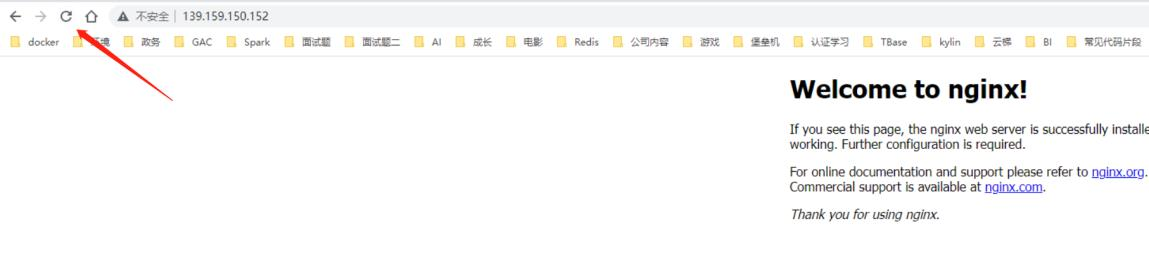 不安全 139.159.150.152
docker 环境 政务 GAC Spark 面试题 面试题二 AI 成长 电影 Redis 公司内容 游戏 堡垒机 认证学习 TBase kylin 云梯 BI 常见代码片段
Welcome to nginx!
If you see this page, the nginx web server is successfully installe
working. Further configuration is required.
For online documentation and support please refer to nginx.org.
Commercial support is available at nginx.com.
Thank you for using nginx.